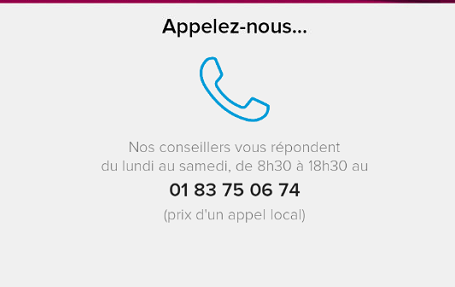 Appelez-nous...
Nos conseillers vous répondent
du lundi au samedi, de 8h30 à 18h30 au
01 83 75 06 74
(prix d'un appel local)